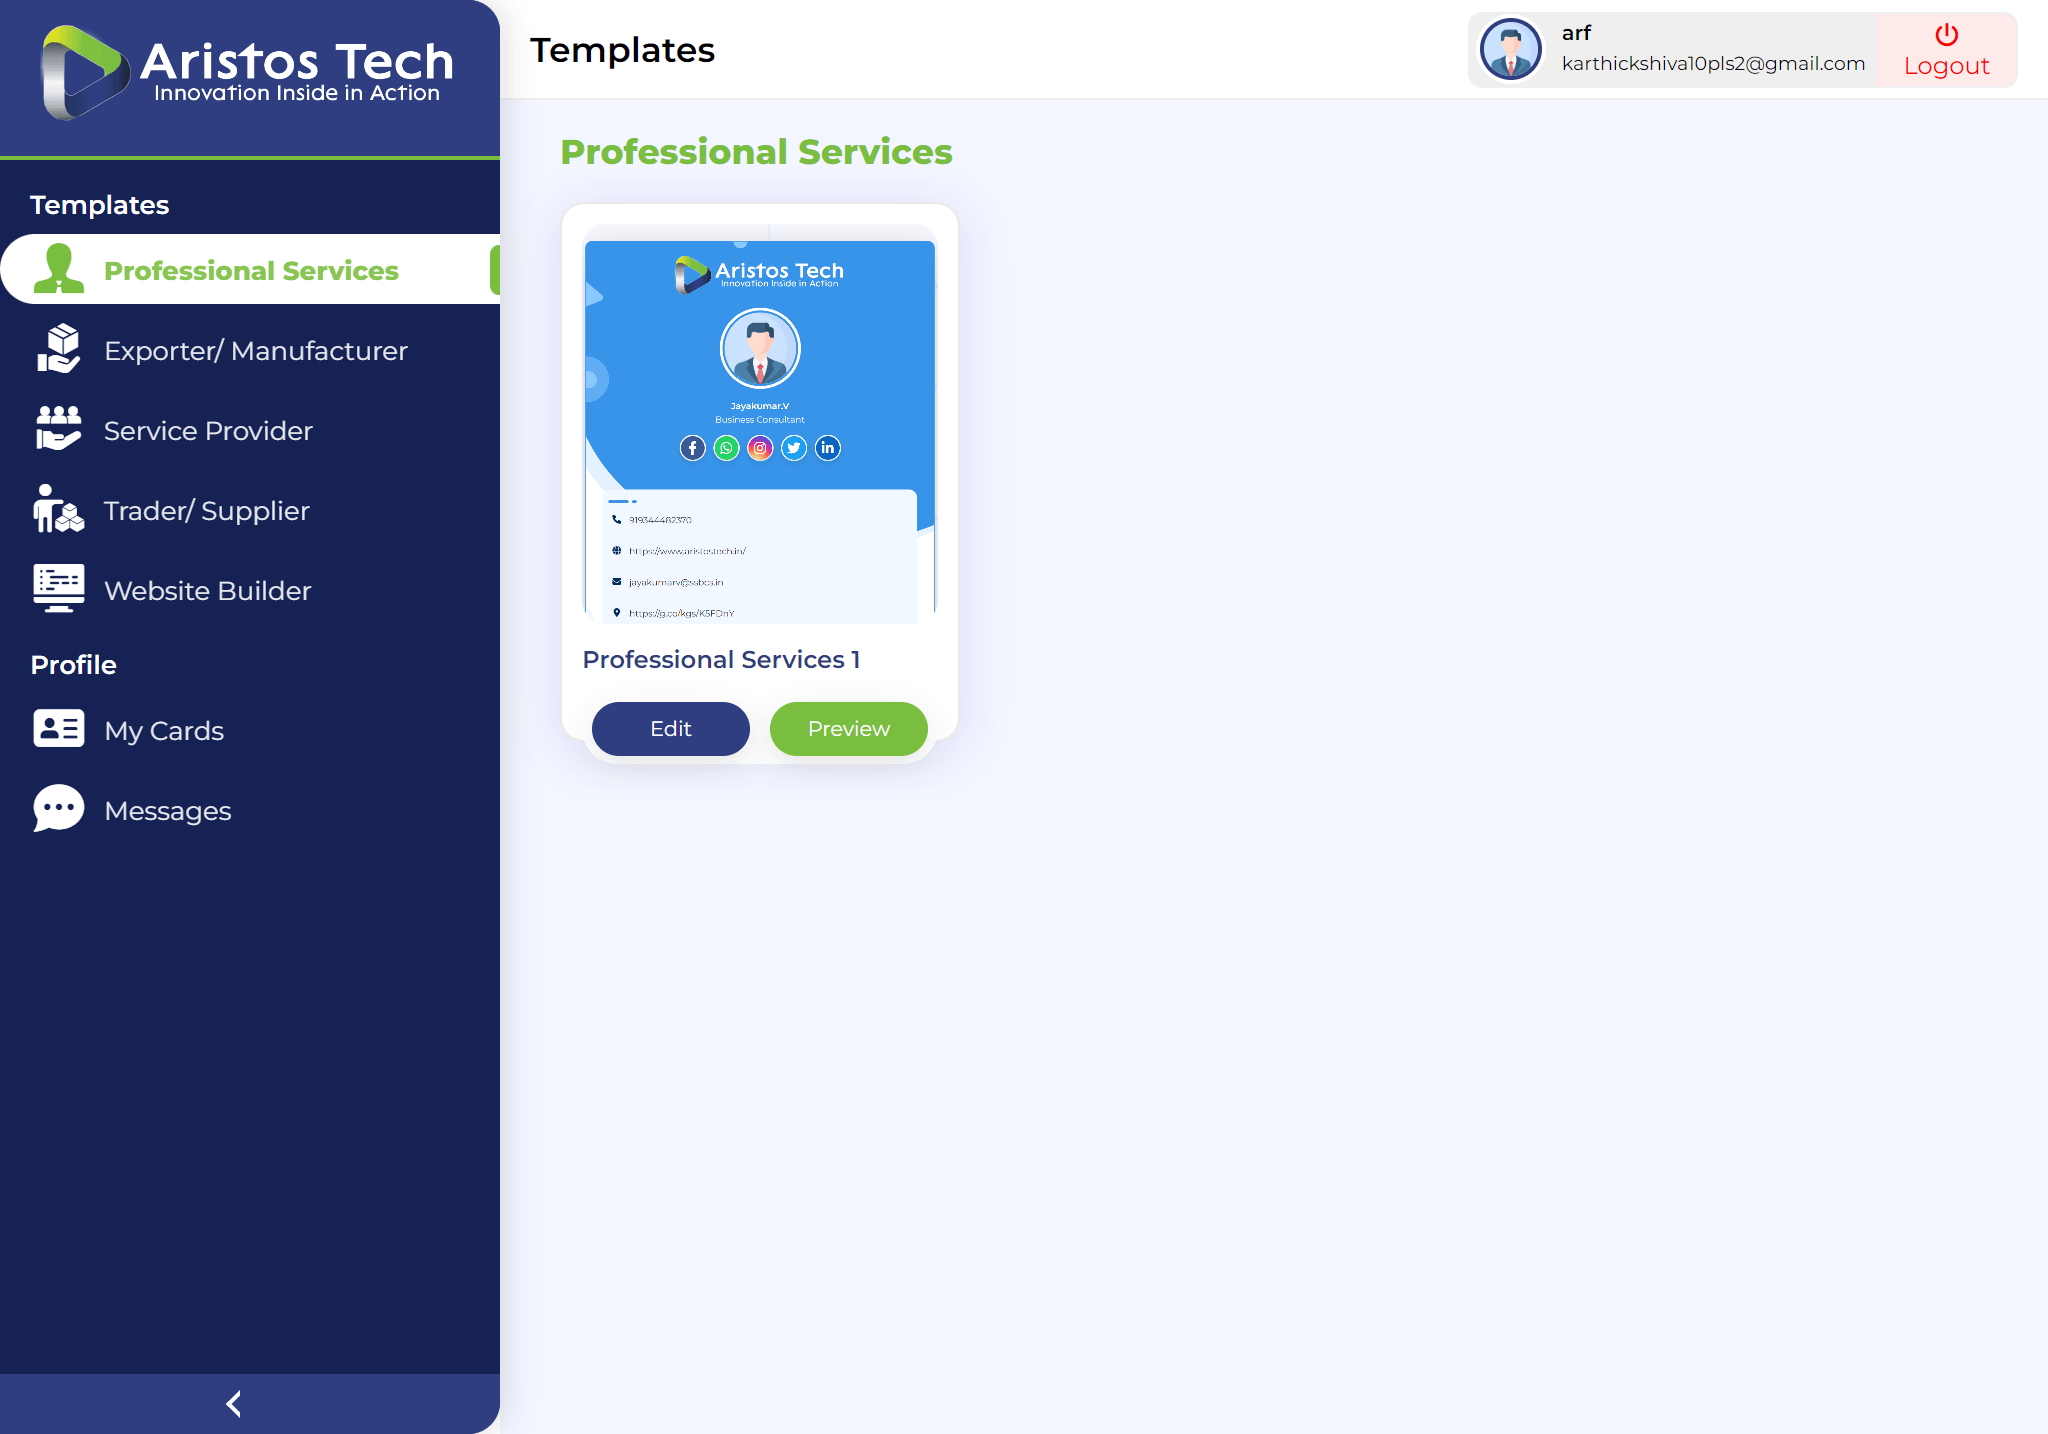 Aristos Tech
Innovation Inside in Action
Templates
Professional Services
Exporter/ Manufacturer
Service Provider
Trader/ Supplier
Website Builder
Profile
My Cards
Messages
Templates
arf
karthickshiva10pls2@gmail.com
Logout
Professional Services
Aristos Tech
Innovation Inside in Action
Jayakumar.V
Business Consultant
919344482370
https://www.aristostech.in/
jayakumarv@ssbcs.in
https://g.co/kgs/K5FDnY
Professional Services 1
Edit
Preview